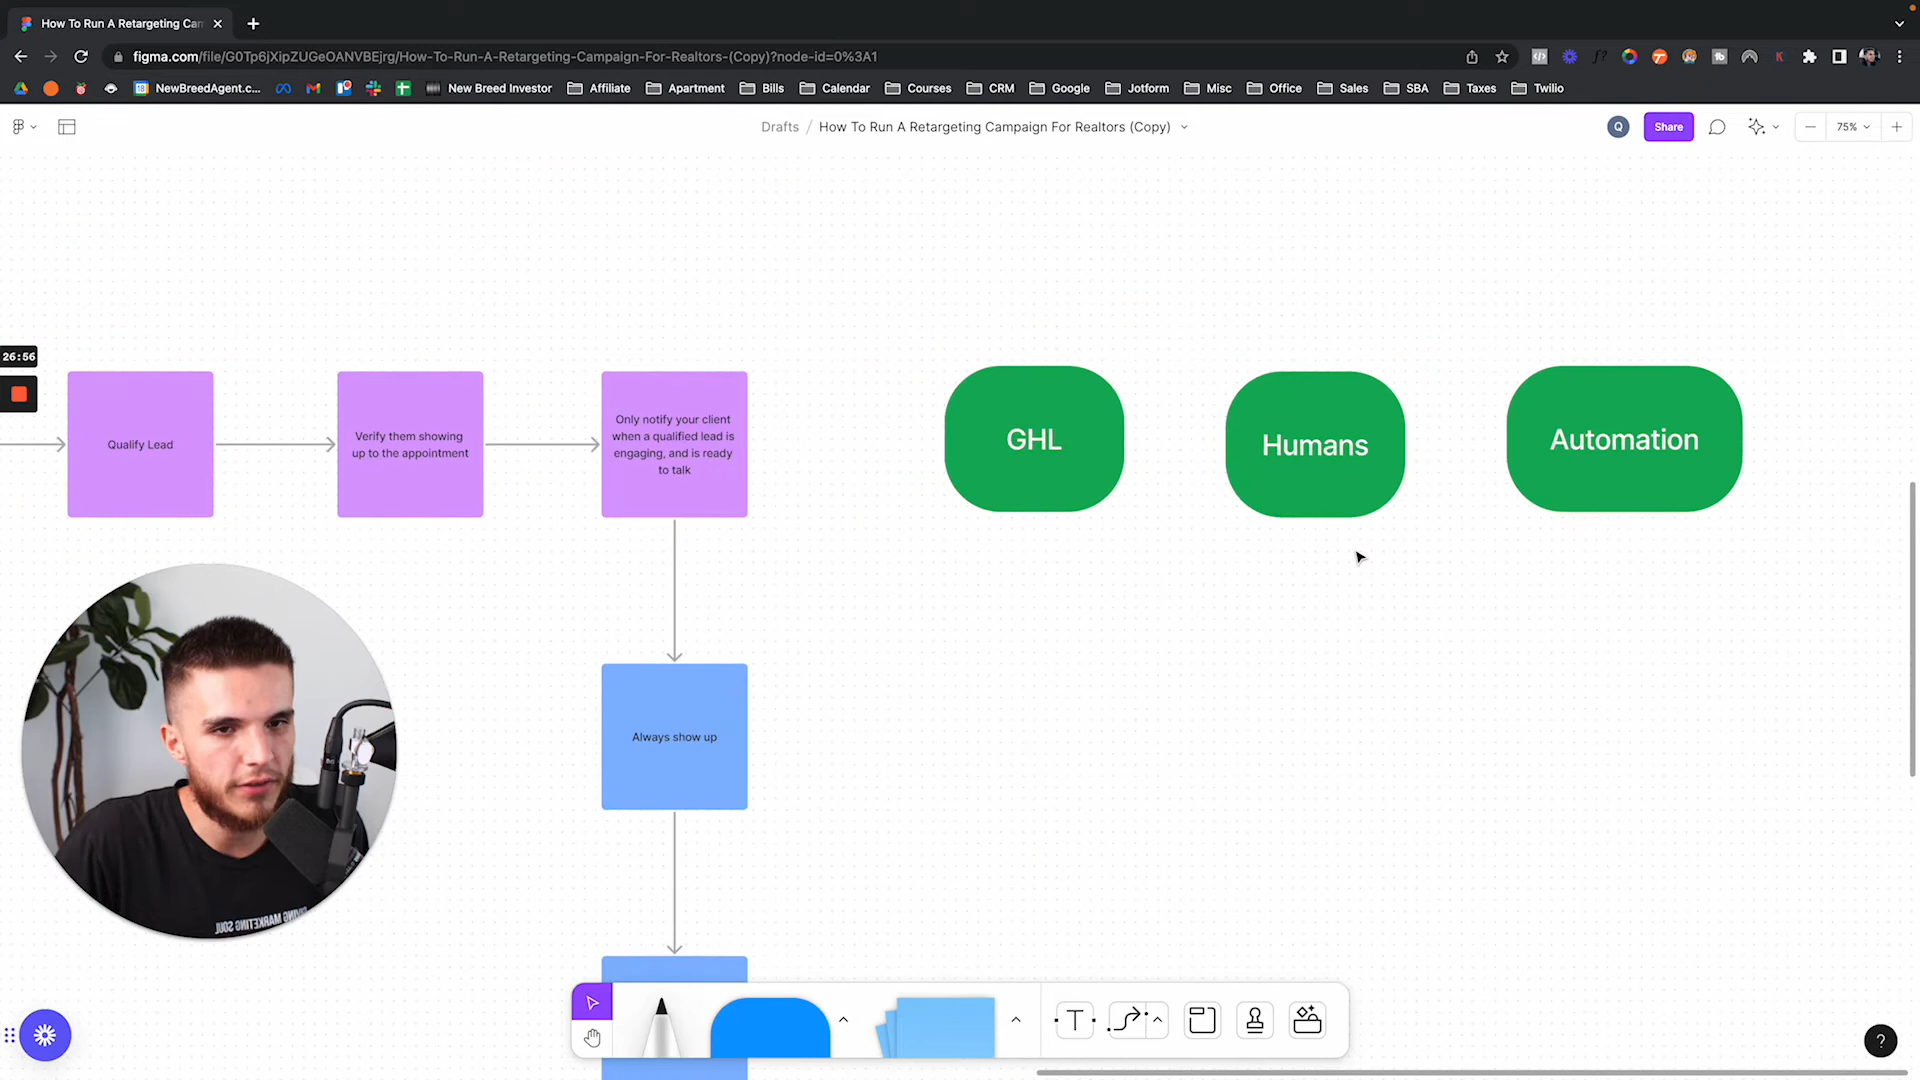 How To Run A Retargeting Can
figma.com/file/G0Tp6jXipZUGeOANVBEjrg/How-To-Run-A-Retargeting-Campaign-For-Realtors-(Copy)?node-id=0%3A1
NewBreedAgent.c...
New Breed Investor
Affiliate
Apartment
Bills
Calendar
Courses
CRM
Google
Jotform
Misc
Office
Sales
SBA
Taxes
Twilio
Drafts / How To Run A Retargeting Campaign For Realtors (Copy)
Q
Share
75%
26:56
Qualify Lead
Verify them showing
up to the appointment
Only notify your client
when a qualified lead is
engaging, and is ready
to talk
GHL
Humans
Automation
Always show up
T
?